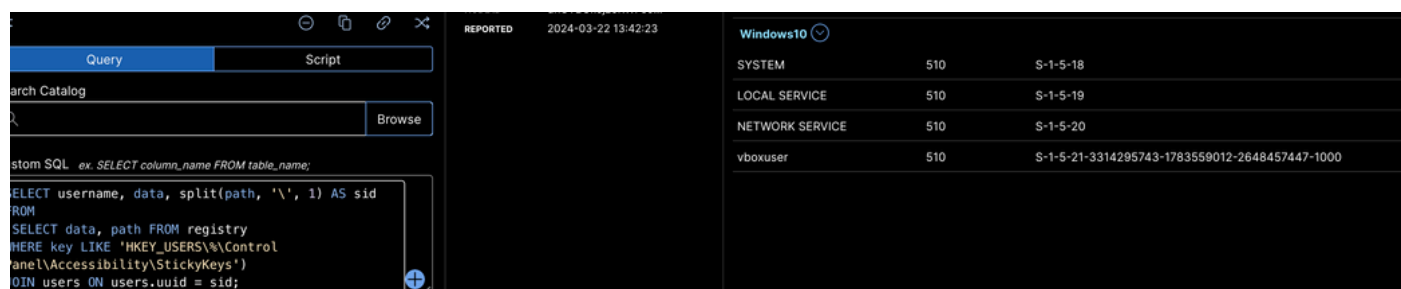 Query
Script
arch Catalog
Browse
stom SQL ex. SELECT column_name FROM table_name;
SELECT username, data, split(path, '\', 1) AS sid
FROM
SELECT data, path FROM registry
WHERE key LIKE 'HKEY_USERS\%\Control
Panel\Accessibility\StickyKeys')
JOIN users ON users.uuid = sid;
REPORTED 2024-03-22 13:42:23
Windows10
SYSTEM 510 S-1-5-18
LOCAL SERVICE 510 S-1-5-19
NETWORK SERVICE 510 S-1-5-20
vboxuser 510 S-1-5-21-3314295743-1783559012-2648457447-1000